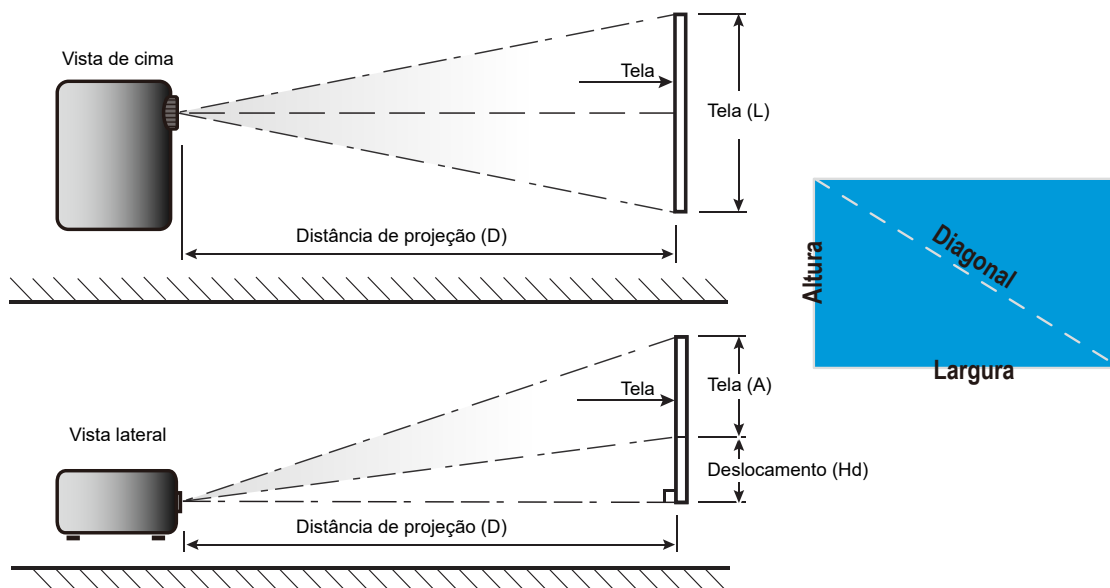 Vista de cima
Tela
Tela (L)
Distância de projeção (D)
Altura
Diagonal
Largura
Vista lateral
Tela
Tela (A)
Deslocamento (Hd)
Distância de projeção (D)